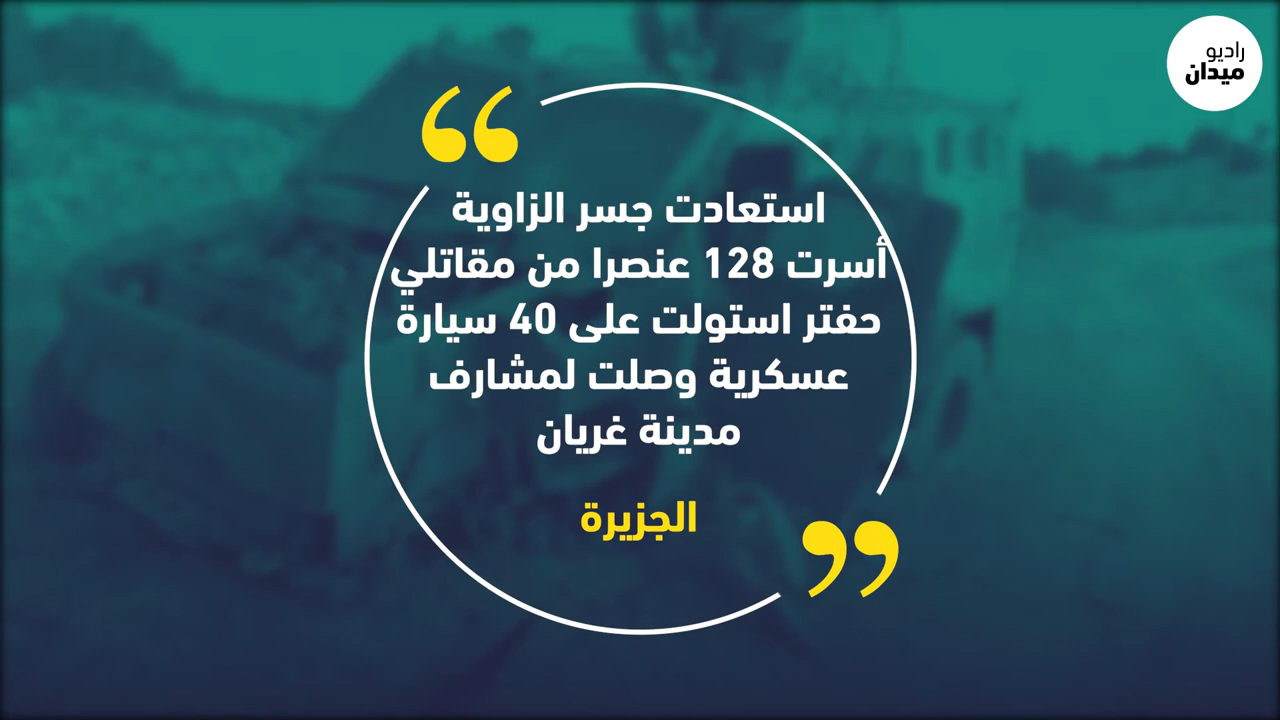 راديو
ميدان
استعادت جسر الزاوية
أسرت 128 عنصرا من مقاتلي
حفتر استولت على 40 سيارة
عسكرية وصلت لمشارف
مدينة غريان
الجزيرة